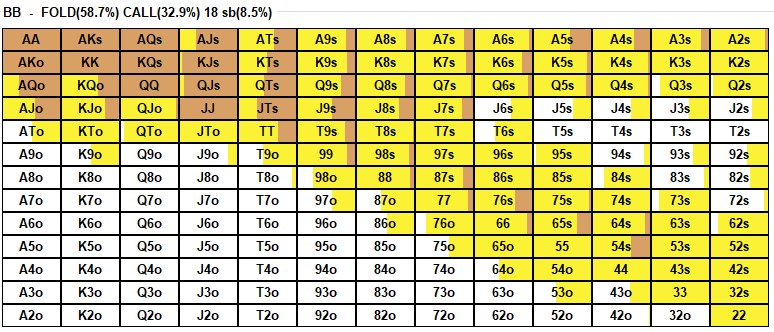 BB - FOLD(58.7%) CALL(32.9%) 18 sb(8.5%)
AA AKs AQs AJs ATs A9s A8s A7s A6s A5s A4s A3s A2s
AKo KK KQs KJs KTs K9s K8s K7s K6s K5s K4s K3s K2s
AQo KQo QQ QJs QTs Q9s Q8s Q7s Q6s Q5s Q4s Q3s Q2s
AJo KJo QJo JJ JTs J9s J8s J7s J6s J5s J4s J3s J2s
ATo KTo QTo JTo TT T9s T8s T7s T6s T5s T4s T3s T2s
A9o K9o Q9o J9o T9o 99 98s 97s 96s 95s 94s 93s 92s
A8o K8o Q8o J8o T8o 98o 88 87s 86s 85s 84s 83s 82s
A7o K7o Q7o J7o T7o 97o 87o 77 76s 75s 74s 73s 72s
A6o K6o Q6o J6o T6o 96o 86o 76o 66 65s 64s 63s 62s
A5o K5o Q5o J5o T5o 95o 85o 75o 65o 55 54s 53s 52s
A4o K4o Q4o J4o T4o 94o 84o 74o 64o 54o 44 43s 42s
A3o K3o Q3o J3o T3o 93o 83o 73o 63o 53o 43o 33 32s
A2o K2o Q2o J2o T2o 92o 82o 72o 62o 52o 42o 32o 22